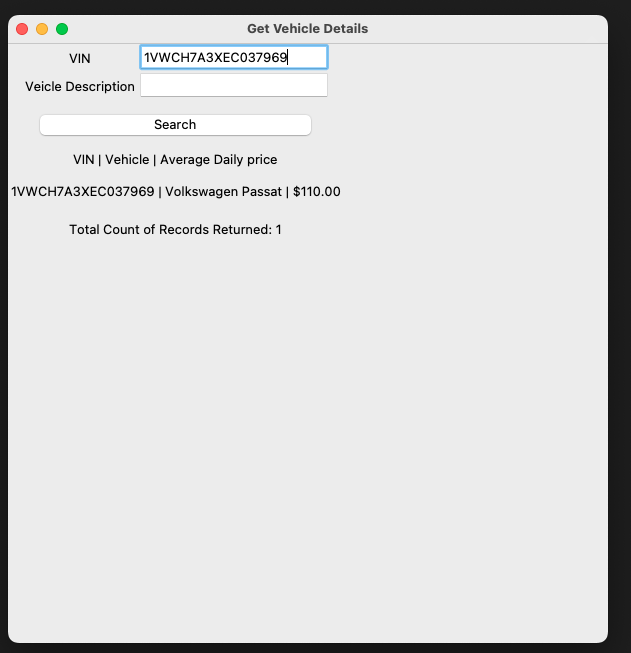 Get Vehicle Details
VIN 1VWCH7A3XEC037969
Veicle Description
Search
VIN | Vehicle | Average Daily price
1VWCH7A3XEC037969 | Volkswagen Passat | $110.00
Total Count of Records Returned: 1